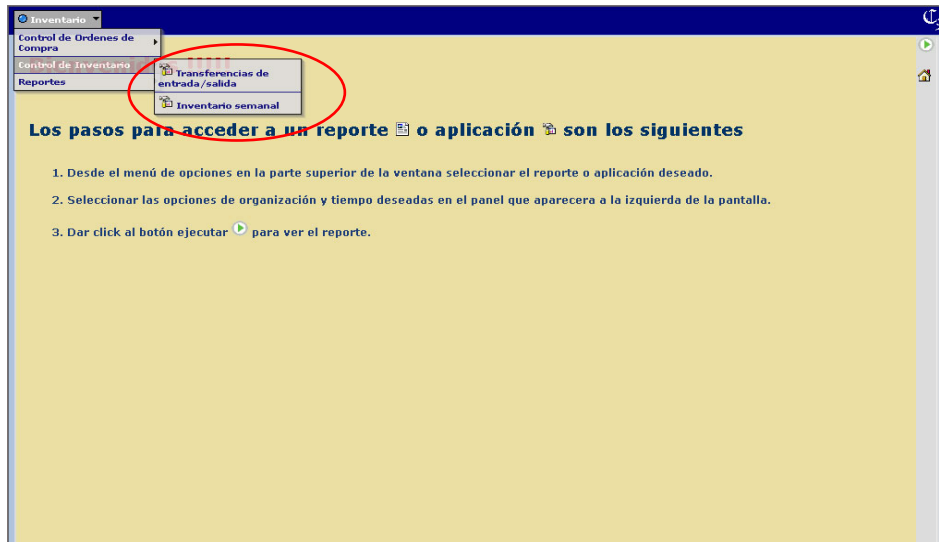 Inventario
Control de Ordenes de
Compra
Control de Inventario
Reportes
Transferencias de
entrada/salida
Inventario semanal
Los pasos para acceder a un reporte o aplicación son los siguientes
1. Desde el menú de opciones en la parte superior de la ventana seleccionar el reporte o aplicación deseado.
2. Seleccionar las opciones de organización y tiempo deseadas en el panel que aparecera a la izquierda de la pantalla.
3. Dar click al botón ejecutar para ver el reporte.